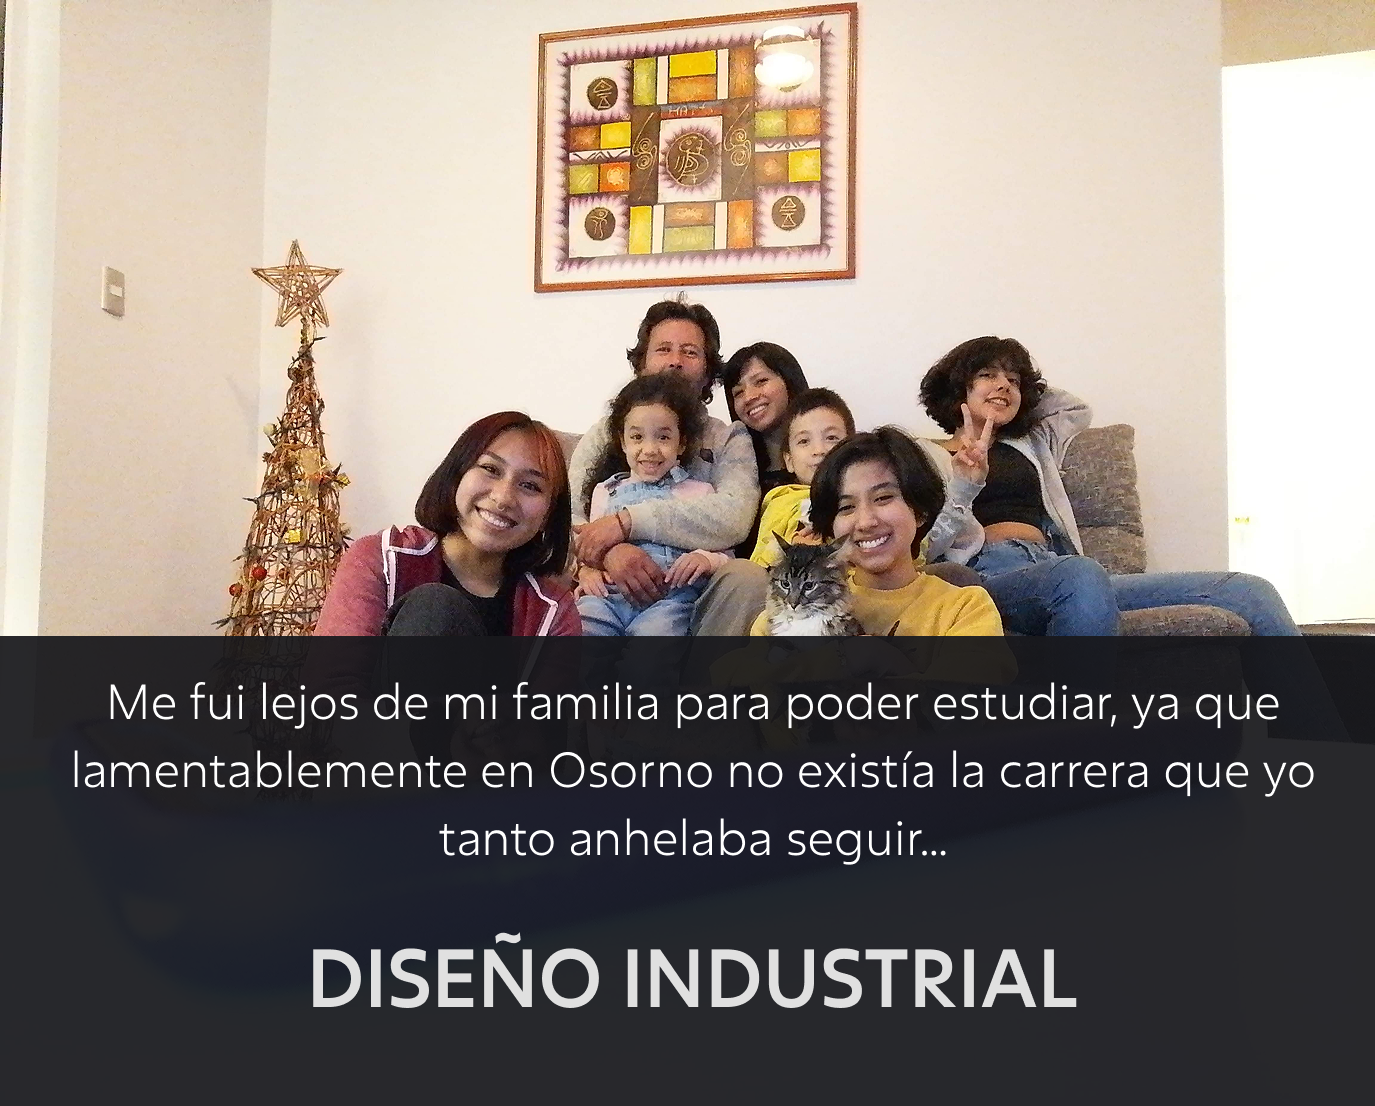 Me fui lejos de mi familia para poder estudiar, ya que
lamentablemente en Osorno no existía la carrera que yo
tanto anhelaba seguir...
DISEÑO INDUSTRIAL